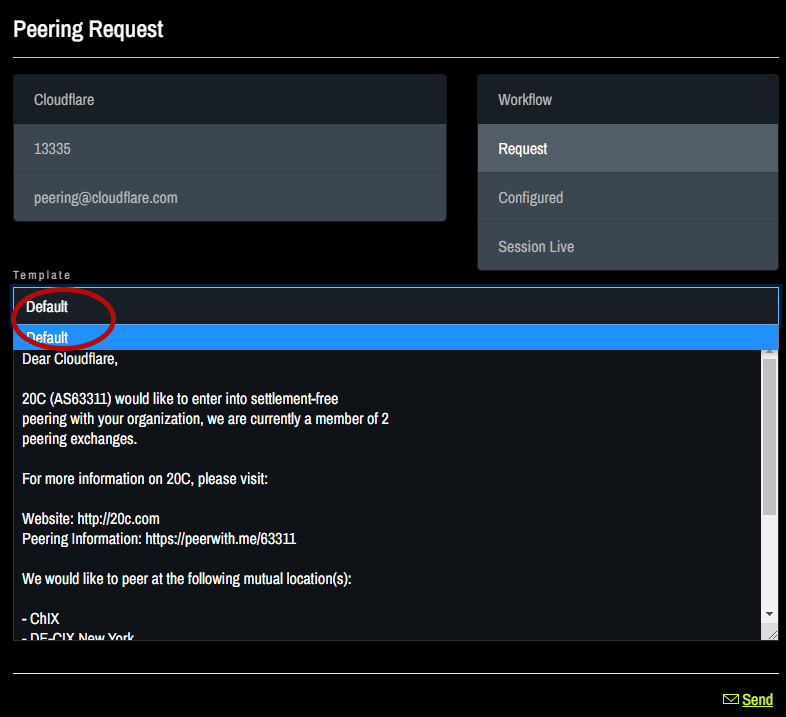 Peering Request
Cloudflare
13335
peering@cloudflare.com
Workflow
Request
Configured
Session Live
Template
Default
Default
Dear Cloudflare,
20C (AS63311) would like to enter into settlement-free
peering with your organization, we are currently a member of 2
peering exchanges.
For more information on 20C, please visit:
Website: http://20c.com
Peering Information: https://peerwith.me/63311
We would like to peer at the following mutual location(s):
- ChIX
- DE-CIX New York
Send